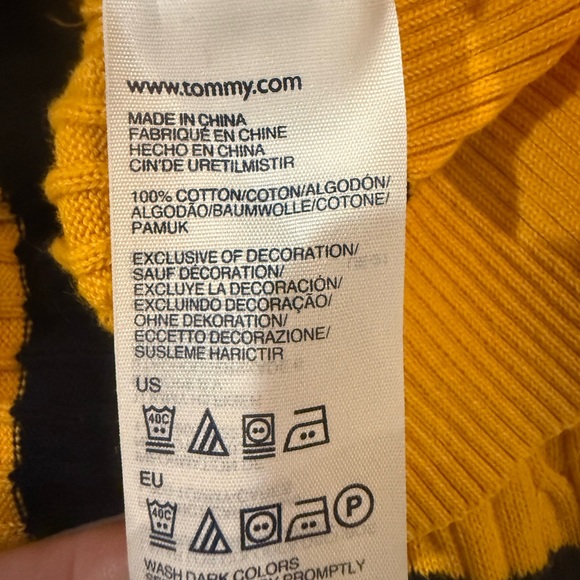 www.tommy.com
MADE IN CHINA
FABRIQUÉ EN CHINE
HECHO EN CHINA
CIN'DE URETILMISTIR
100% COTTON/COTON/ALGODÓN/
ALGODÃO/BAUMWOLLE/COTONE/
PAMUK
EXCLUSIVE OF DECORATION/
SAUF DÉCORATION/
EXCLUYE LA DECORACIÓN/
EXCLUINDO DECORAÇÃO/
OHNE DEKORATION/
ECCETTO DECORAZIONE/
SUSLEME HARICTIR
US
40C
EU
40C
P
WASH DARK COLORS
PROMPTLY